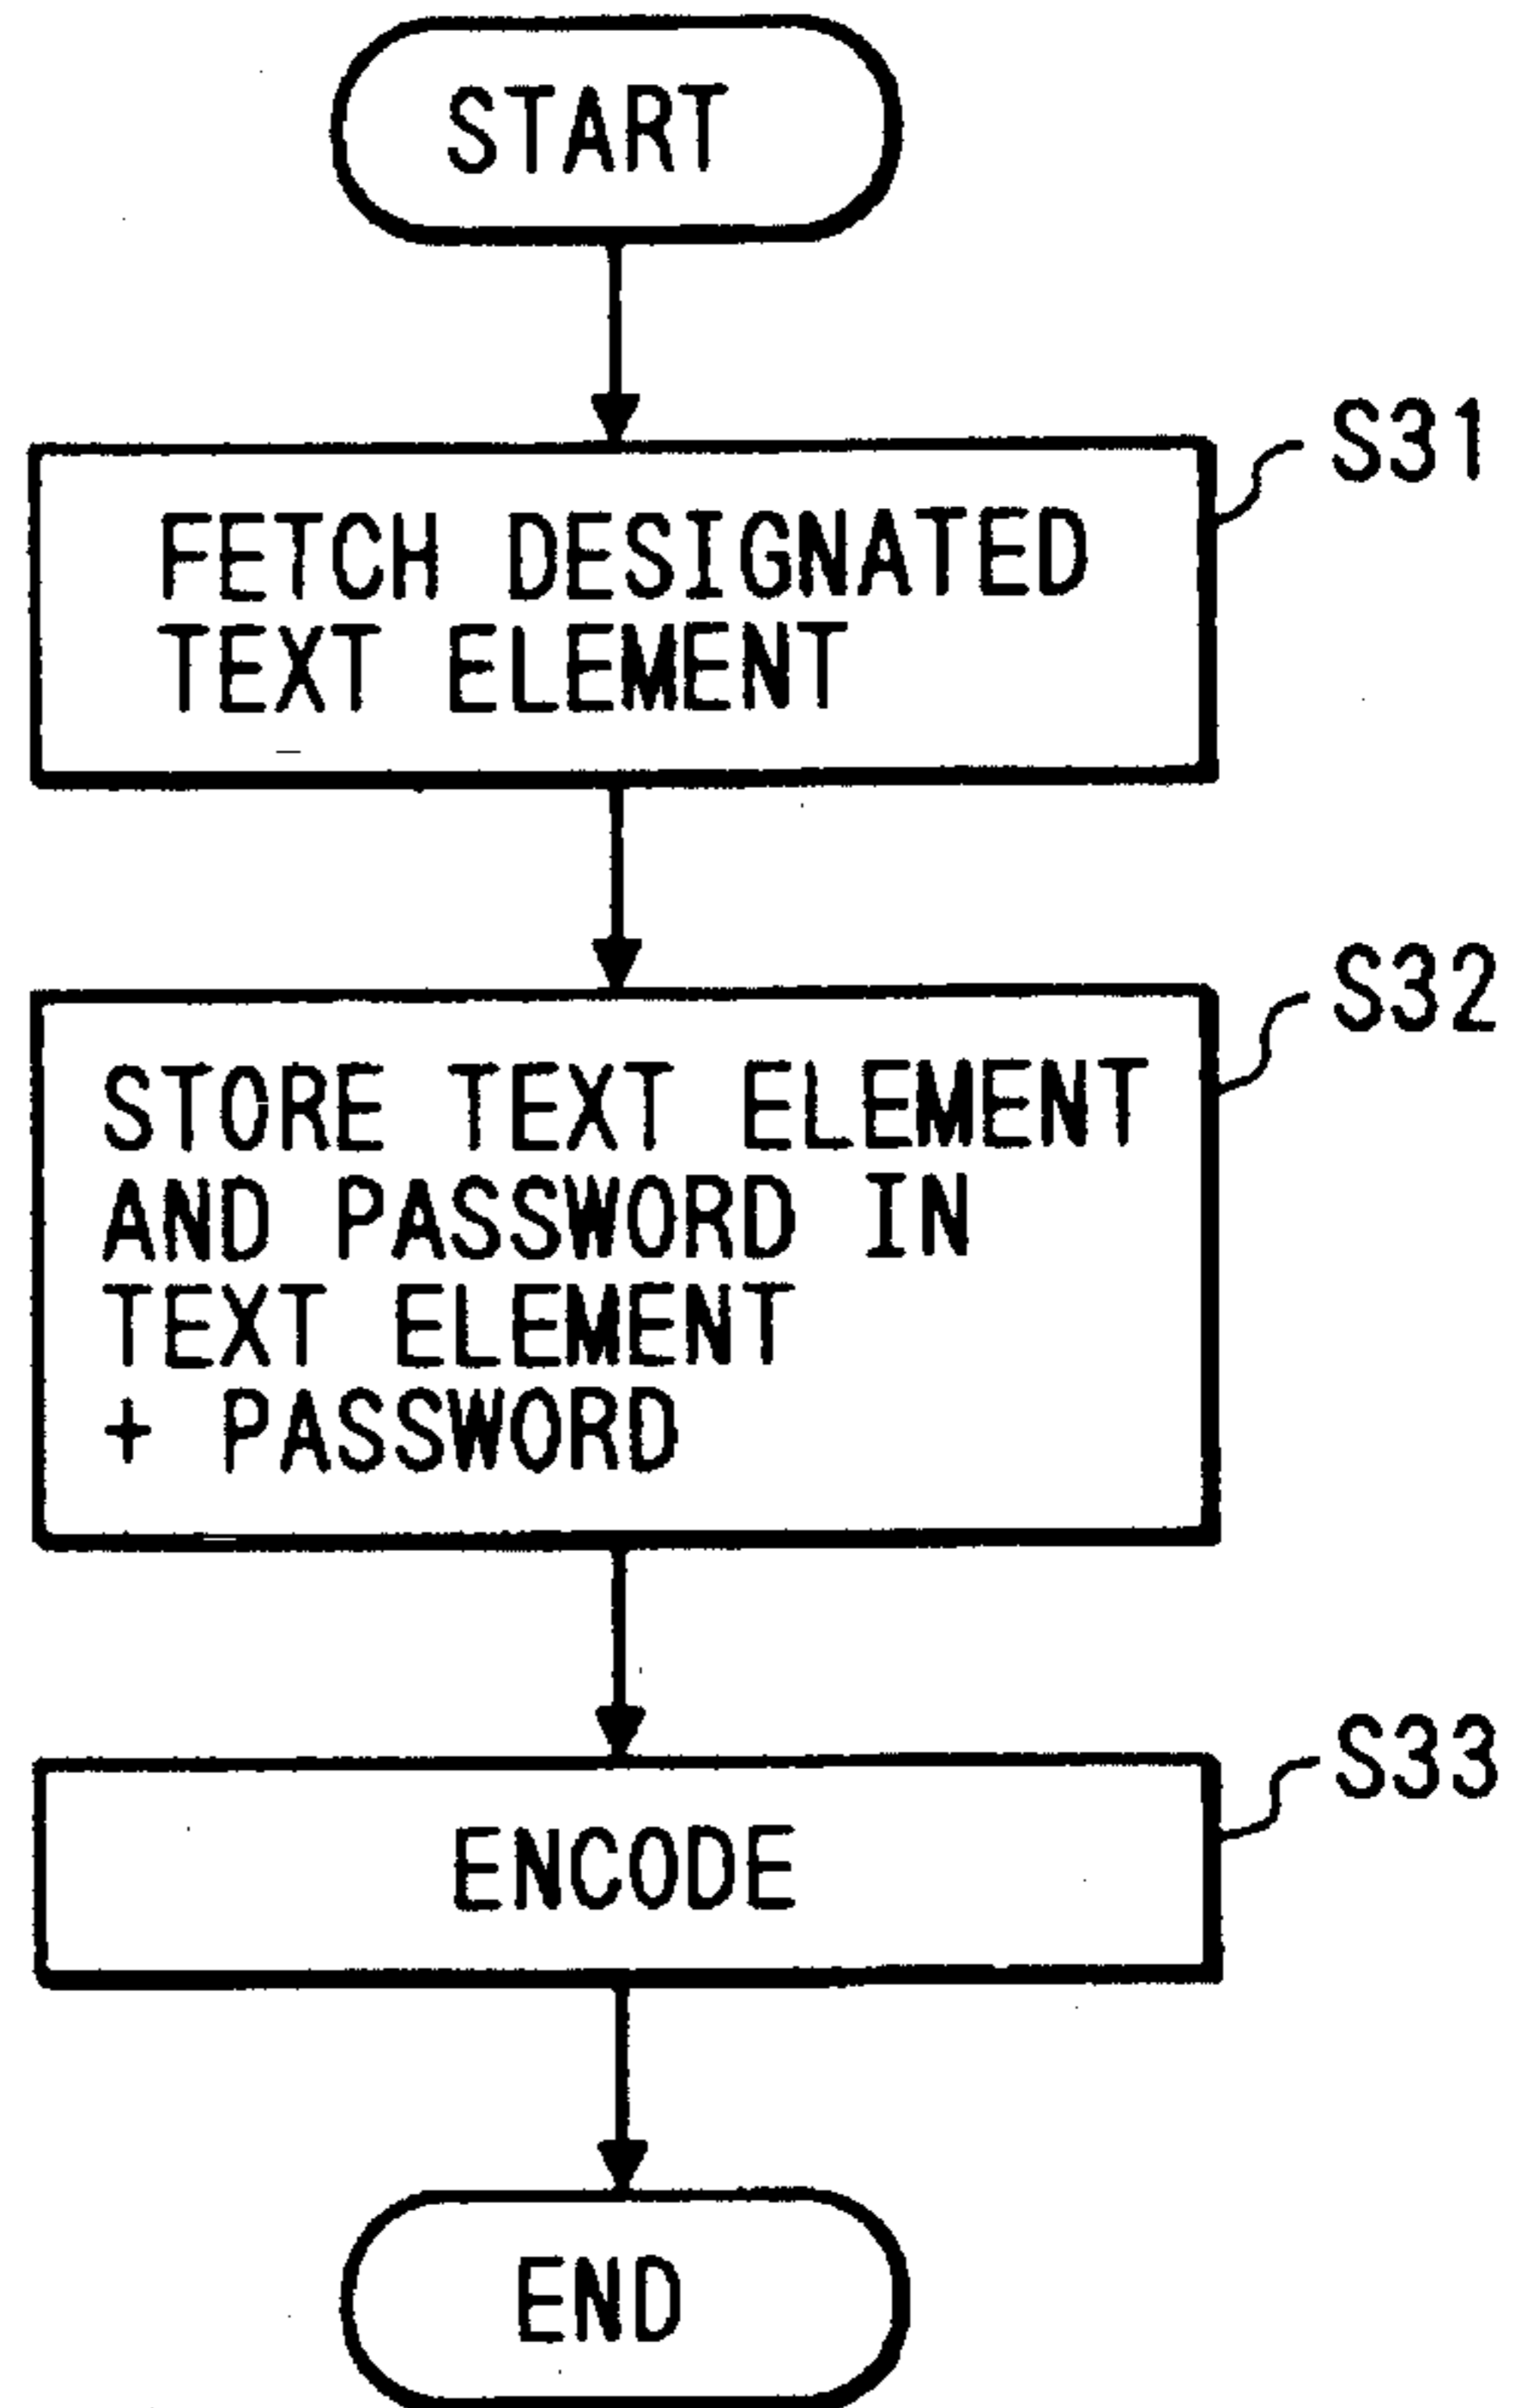 START
S31
FETCH DESIGNATED
TEXT ELEMENT
S32
STORE TEXT ELEMENT
AND PASSWORD IN
TEXT ELEMENT
+ PASSWORD
S33
ENCODE
END